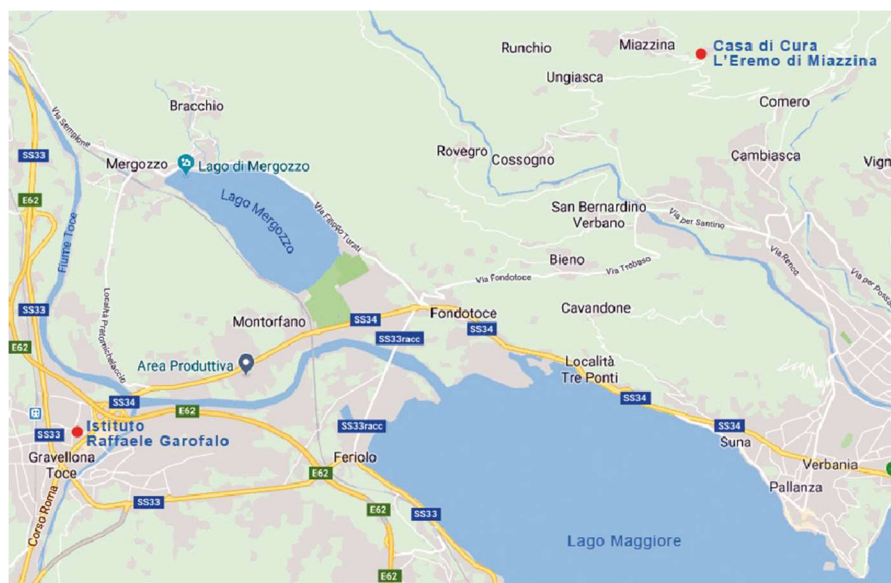 Casa di Cura
L'Eremo di Miazzina
Runchio
Miazzina
Ungiasca
Bracchio
Comero
Via Sempione
SS33
Mergozzo
Lago di Mergozzo
Rovegro
Cossogno
Cambiasca
Vign
E62
Lago Mergozzo
Via Filippo Turati
San Bernardino
Verbano
Via per Santino
Fiume Toce
Via Renco
Via per Possa
Bieno
Via Fondotoce
Via Trobaso
Località Pratomichelaccio
SS33
Montorfano
SS34
Fondotoce
Cavandone
SS34
SS33racc
E62
Area Produttiva
Località
Tre Ponti
SS34
SS34
E62
SS33
Istituto
Raffaele Garofalo
SS33racc
SS34
Suna
Gravellona
Toce
Feriolo
E62
Verbania
Pallanza
SS33
SS33
E62
Corso Roma
Lago Maggiore